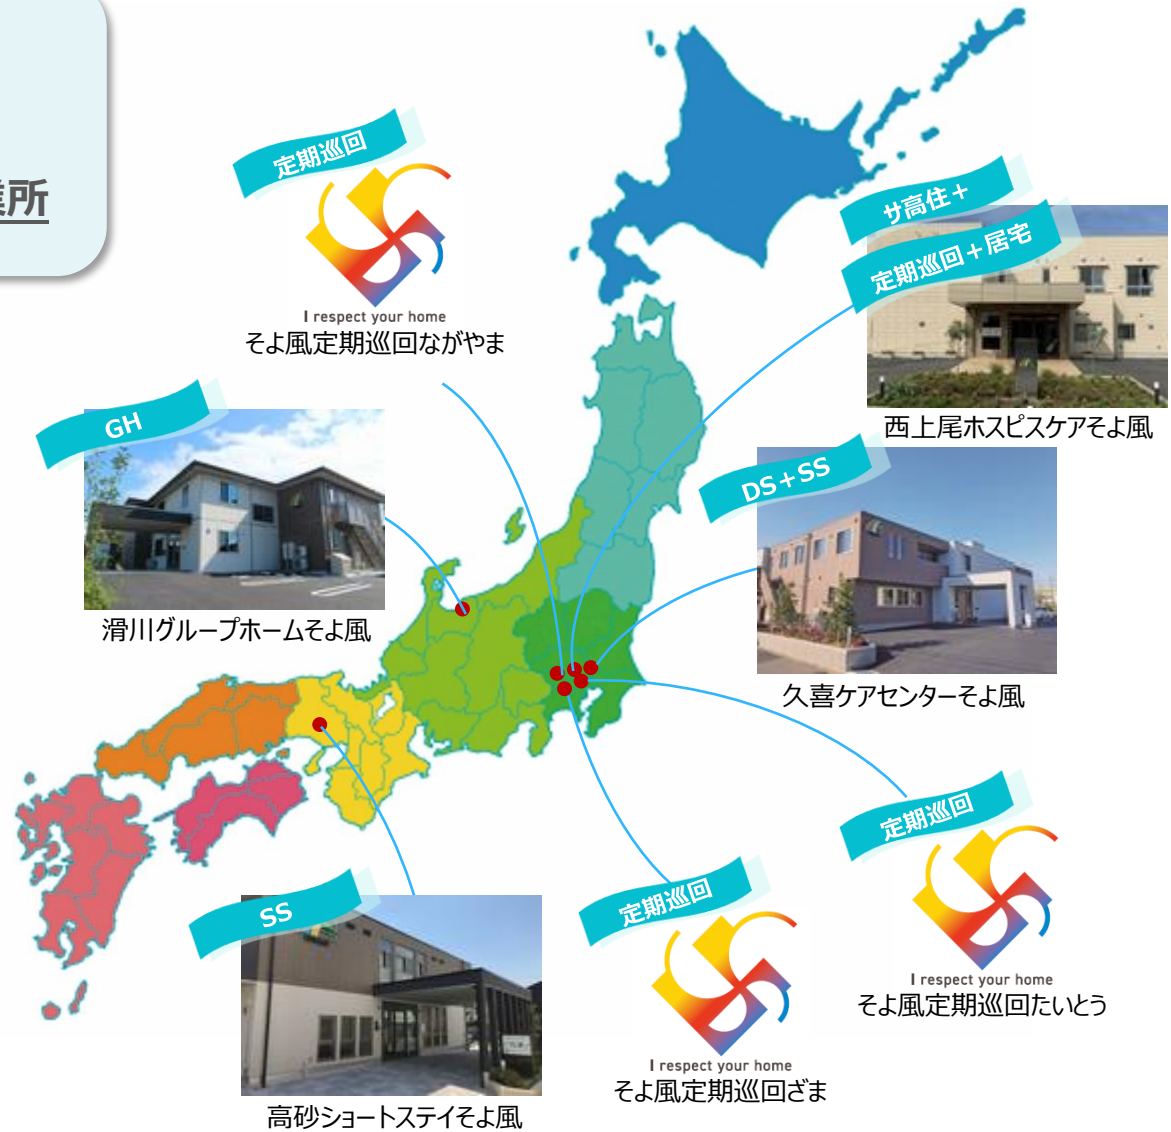 業所
定期巡回
I respect your home
そよ風定期巡回ながやま
サ高住＋
定期巡回＋居宅
西上尾ホスピスケアそよ風
GH
滑川グループホームそよ風
DS＋SS
久喜ケアセンターそよ風
定期巡回
I respect your home
そよ風定期巡回たいとう
定期巡回
I respect your home
そよ風定期巡回ざま
SS
高砂ショートステイそよ風